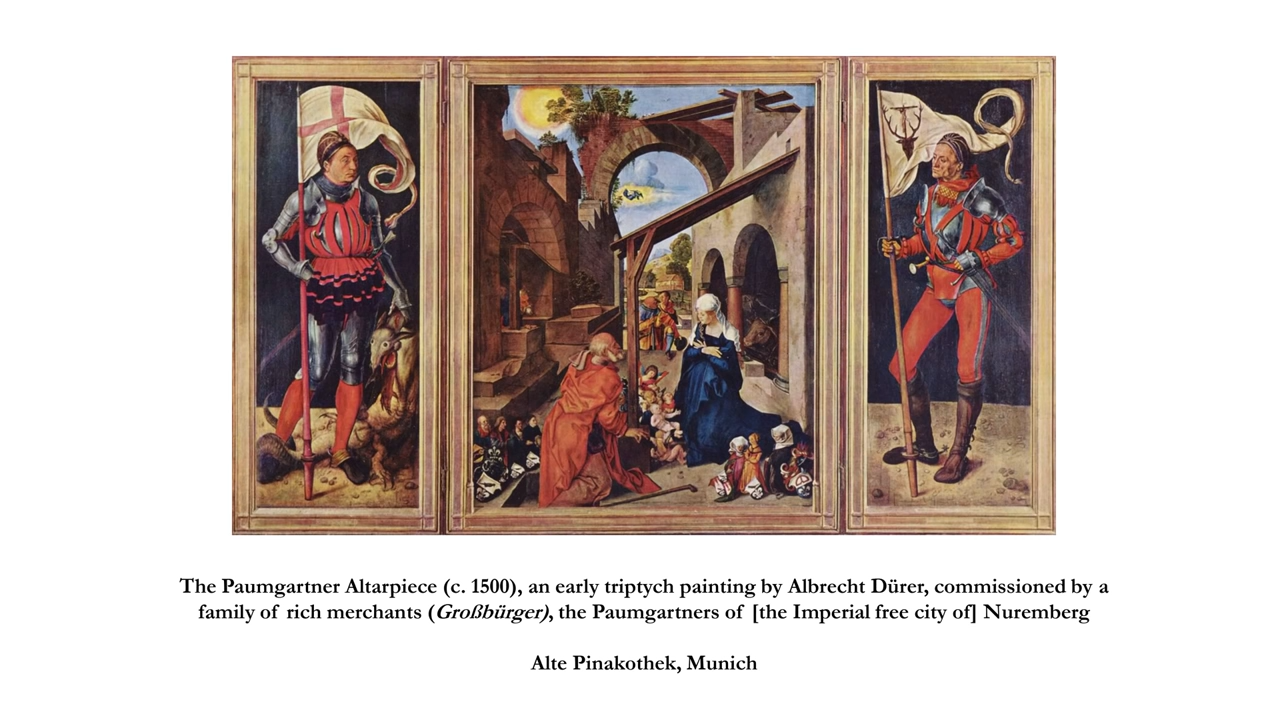 The Paumgartner Altarpiece (c. 1500), an early triptych painting by Albrecht Dürer, commissioned by a
family of rich merchants (Großbürger), the Paumgartners of [the Imperial free city of] Nuremberg
Alte Pinakothek, Munich